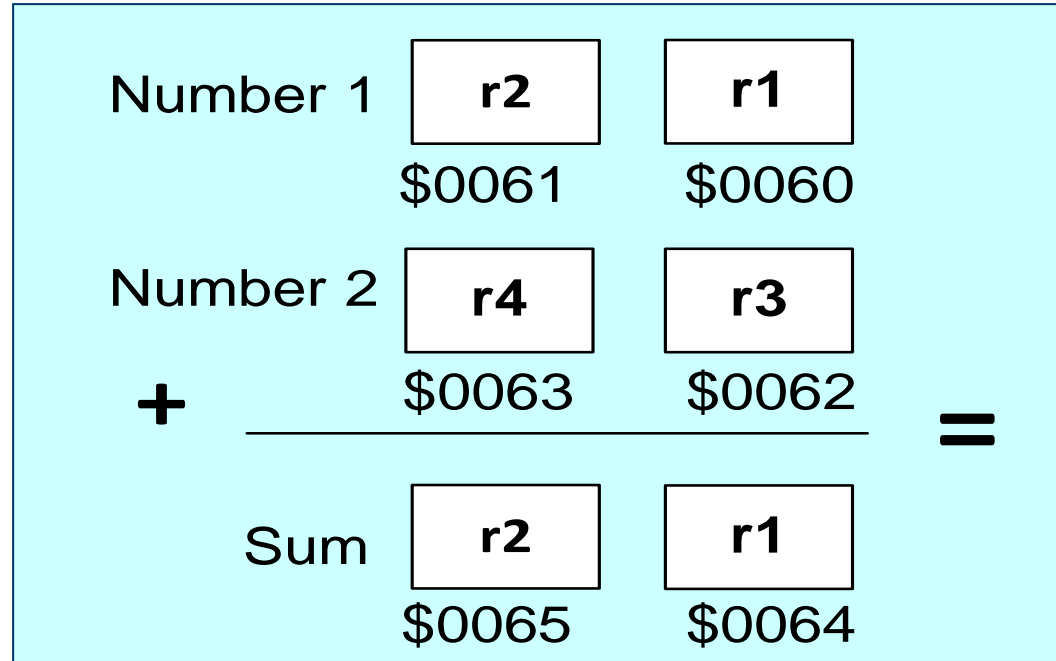 Number 1 r2 r1
$0061 $0060
Number 2 r4 r3
$0063 $0062
+ =
Sum r2 r1
$0065 $0064